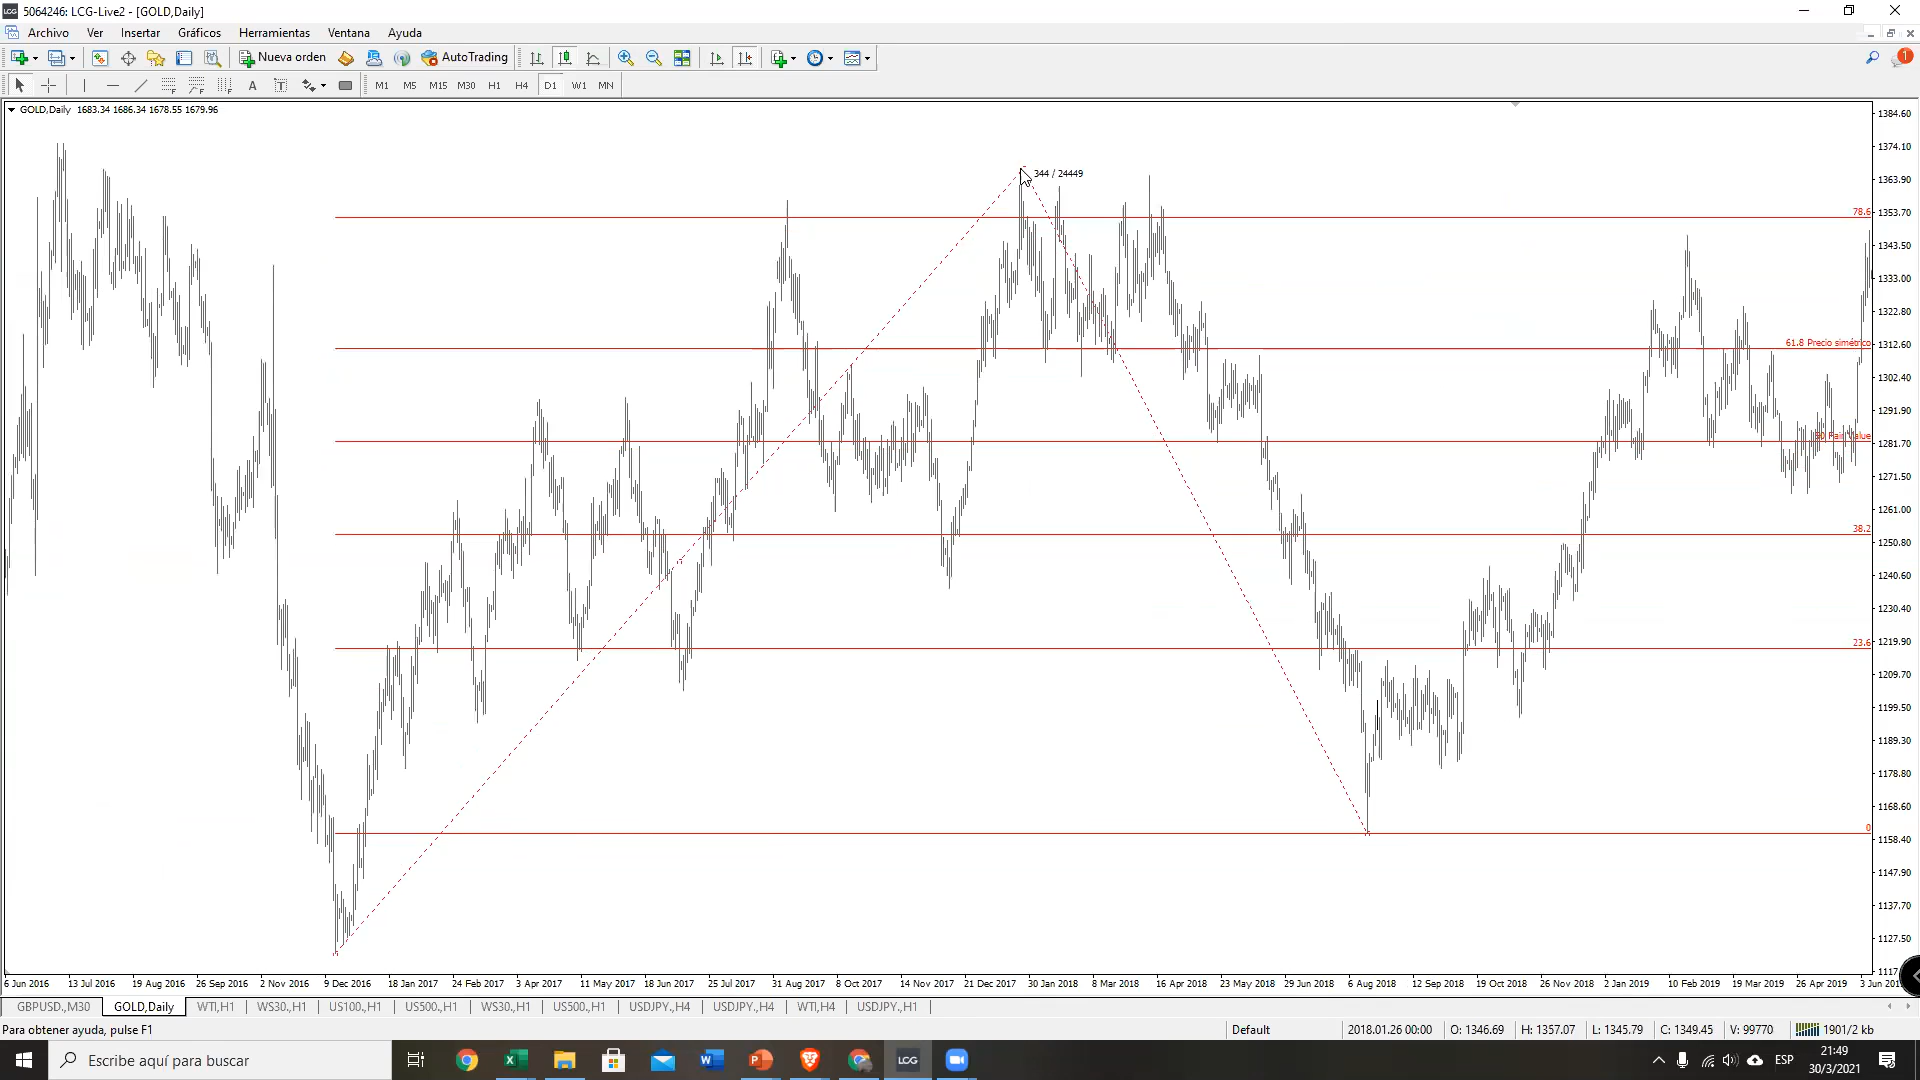 5064246: LCG-Live2 - [GOLD,Daily]
Archivo Ver Insertar Gráficos Herramientas Ventana Ayuda
Nueva orden AutoTrading 1
A T M1 M5 M15 M30 H1 H4 D1 W1 MN
GOLD,Daily 1683.34 1686.34 1678.55 1679.96
344 / 24449
78.6
61.8 Precio simétrico
38.2
23.6
0
1384.60
1374.10
1363.90
1353.70
1343.50
1333.00
1322.80
1312.60
1302.40
1291.90
1281.70
1271.50
1261.00
1250.80
1240.60
1230.40
1219.90
1209.70
1199.50
1189.30
1178.80
1168.60
1158.40
1147.90
1137.70
1127.50
6 Jun 2016 13 Jul 2016 19 Aug 2016 26 Sep 2016 2 Nov 2016 9 Dec 2016 18 Jan 2017 24 Feb 2017 3 Apr 2017 11 May 2017 18 Jun 2017 25 Jul 2017 31 Aug 2017 8 Oct 2017 14 Nov 2017 21 Dec 2017 30 Jan 2018 8 Mar 2018 16 Apr 2018 23 May 2018 29 Jun 2018 6 Aug 2018 12 Sep 2018 19 Oct 2018 26 Nov 2018 2 Jan 2019 10 Feb 2019 19 Mar 2019 26 Apr 2019
GBPUSD.,M30 GOLD,Daily WTI,H1 WS30.,H1 US100.,H1 US500.,H1 WS30.,H1 US500.,H1 USDJPY.,H4 USDJPY.,H4 WTI,H4 USDJPY.,H1
Para obtener ayuda, pulse F1 Default 2018.01.26 00:00 O: 1346.69 H: 1357.07 L: 1345.79 C: 1349.45 V: 99770 1901/2 kb
Escribe aquí para buscar LCG ESP 21:49
30/3/2021